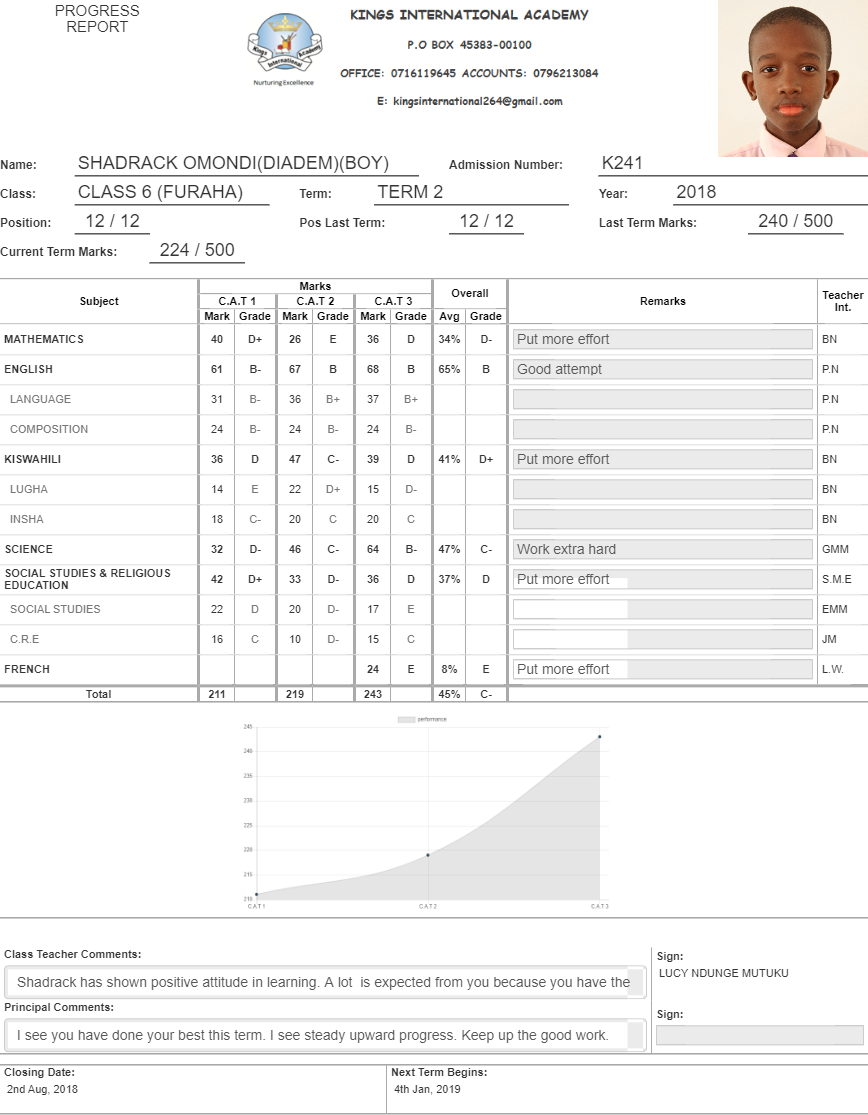 PROGRESS
REPORT
KINGS INTERNATIONAL ACADEMY
P.O BOX 45383-00100
OFFICE: 0716119645 ACCOUNTS: 0796213084
E: kingsinternational264@gmail.com
Kings International Academy
Nurturing Excellence
Name: SHADRACK OMONDI(DIADEM)(BOY) Admission Number: K241
Class: CLASS 6 (FURAHA) Term: TERM 2 Year: 2018
Position: 12 / 12 Pos Last Term: 12 / 12 Last Term Marks: 240 / 500
Current Term Marks: 224 / 500
Subject Marks Overall Remarks Teacher Int.
C.A.T 1 C.A.T 2 C.A.T 3
Mark Grade Mark Grade Mark Grade Avg Grade
MATHEMATICS 40 D+ 26 E 36 D 34% D- Put more effort BN
ENGLISH 61 B- 67 B 68 B 65% B Good attempt P.N
LANGUAGE 31 B- 36 B+ 37 B+ P.N
COMPOSITION 24 B- 24 B- 24 B- P.N
KISWAHILI 36 D 47 C- 39 D 41% D+ Put more effort BN
LUGHA 14 E 22 D+ 15 D- BN
INSHA 18 C- 20 C 20 C BN
SCIENCE 32 D- 46 C- 64 B- 47% C- Work extra hard GMM
SOCIAL STUDIES & RELIGIOUS
EDUCATION 42 D+ 33 D- 36 D 37% D Put more effort S.M.E
SOCIAL STUDIES 22 D 20 D- 17 E EMM
C.R.E 16 C 10 D- 15 C JM
FRENCH 24 E 8% E Put more effort L.W.
Total 211 219 243 45% C-
performance
245
240
235
230
225
220
215
210
CAT1 CAT2 CAT3
Class Teacher Comments:
Shadrack has shown positive attitude in learning. A lot is expected from you because you have the
Sign:
LUCY NDUNGE MUTUKU
Principal Comments:
I see you have done your best this term. I see steady upward progress. Keep up the good work.
Sign:
Closing Date: Next Term Begins:
2nd Aug, 2018 4th Jan, 2019